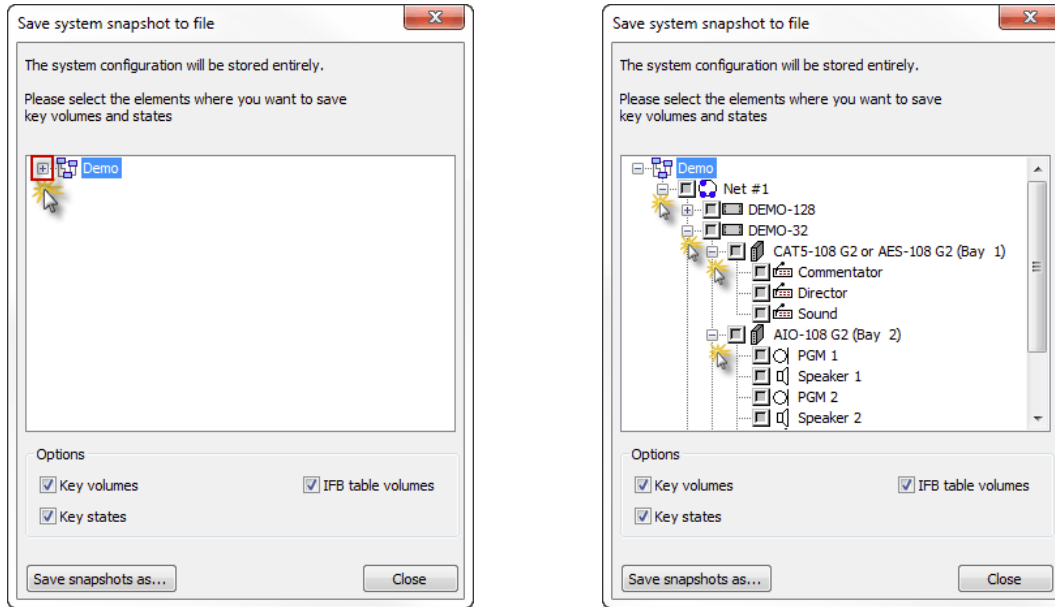 Save system snapshot to file
The system configuration will be stored entirely.
Please select the elements where you want to save
key volumes and states
Demo
Options
Key volumes
IFB table volumes
Key states
Save snapshots as...
Close
Save system snapshot to file
The system configuration will be stored entirely.
Please select the elements where you want to save
key volumes and states
Demo
Net #1
DEMO-128
DEMO-32
CAT5-108 G2 or AES-108 G2 (Bay 1)
Commentator
Director
Sound
AIO-108 G2 (Bay 2)
PGM 1
Speaker 1
PGM 2
Speaker 2
Options
Key volumes
IFB table volumes
Key states
Save snapshots as...
Close